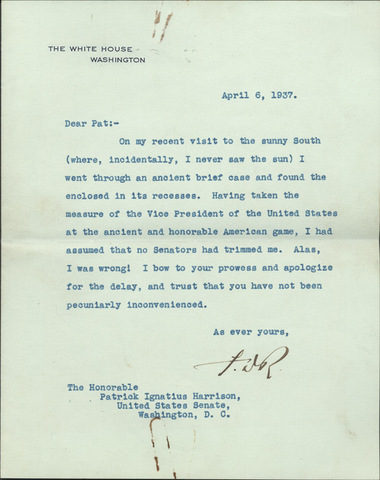 THE WHITE HOUSE
WASHINGTON
April 6, 1937.
Dear Pat:-
On my recent visit to the sunny South
(where, incidentally, I never saw the sun) I
went through an ancient brief case and found the
enclosed in its recesses. Having taken the
measure of the Vice President of the United States
at the ancient and honorable American game, I had
assumed that no Senators had trimmed me. Alas,
I was wrong! I bow to your prowess and apologize
for the delay, and trust that you have not been
pecuniarly inconvenienced.
As ever yours,
F.D.R.
The Honorable
Patrick Ignatius Harrison,
United States Senate,
Washington, D. C.